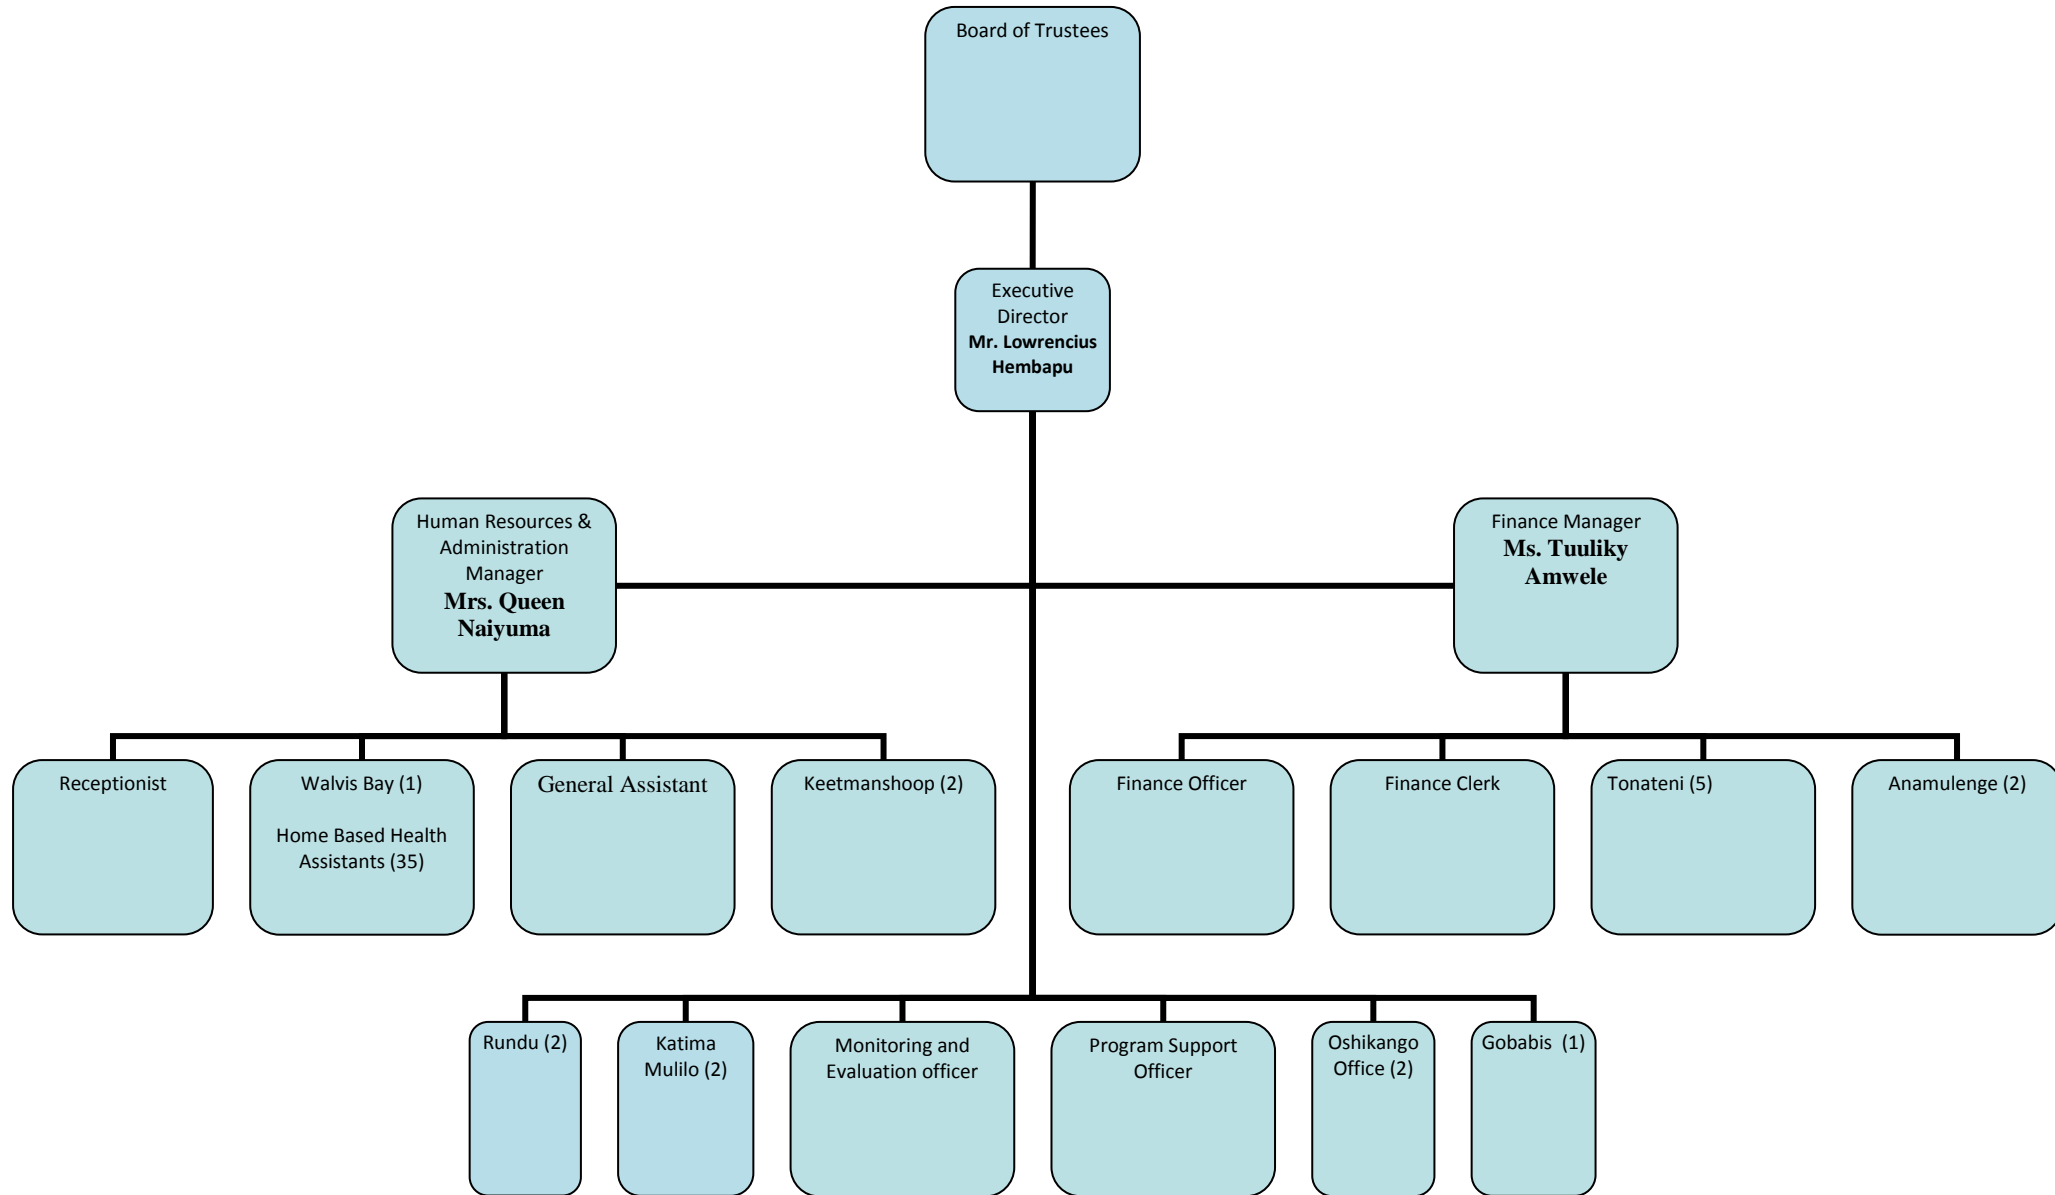 Board of Trustees
Executive
Director
Mr. Lowrencius
Hembapu
Human Resources &
Administration
Manager
Mrs. Queen
Naiyuma
Finance Manager
Ms. Tuuliky
Amwele
Receptionist
Walvis Bay (1)
Home Based Health
Assistants (35)
General Assistant
Keetmanshoop (2)
Finance Officer
Finance Clerk
Tonateni (5)
Anamulenge (2)
Rundu (2)
Katima
Mulilo (2)
Monitoring and
Evaluation officer
Program Support
Officer
Oshikango
Office (2)
Gobabis (1)